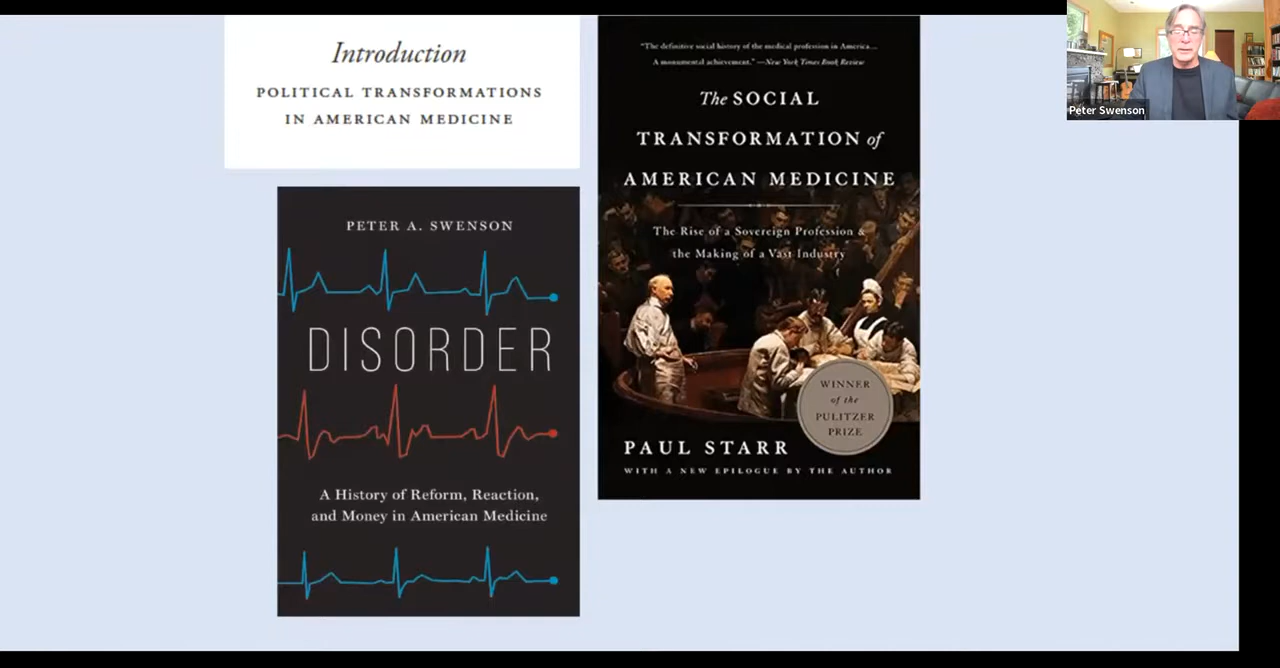 Introduction
POLITICAL TRANSFORMATIONS
IN AMERICAN MEDICINE
PETER A. SWENSON
DISORDER
A History of Reform, Reaction,
and Money in American Medicine
"The definitive social history of the medical profession in America...
A monumental achievement." —New York Times Book Review
The SOCIAL
TRANSFORMATION of
AMERICAN MEDICINE
The Rise of a Sovereign Profession &
the Making of a Vast Industry
WINNER
of the
PULITZER
PRIZE
PAUL STARR
WITH A NEW EPILOGUE BY THE AUTHOR
Peter Swenson